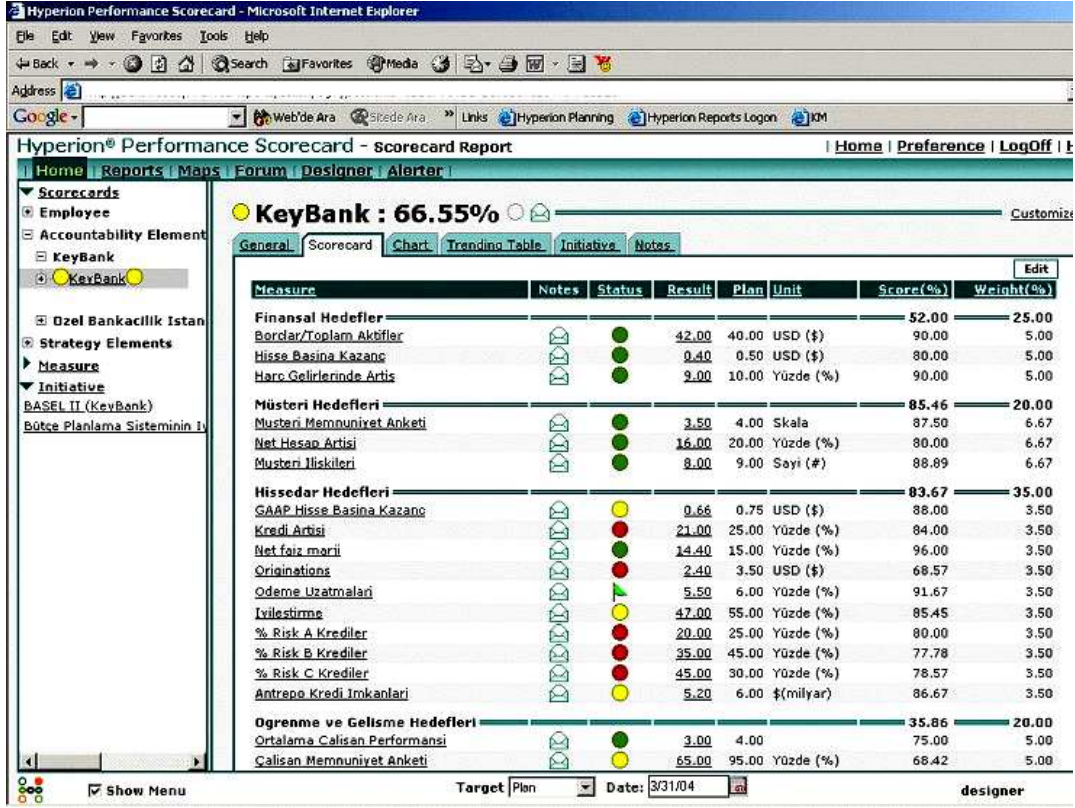 Hyperion Performance Scorecard - Microsoft Internet Explorer
File Edit View Favorites Tools Help
Back Search Favorites Media
Address
Google Web'de Ara Sitede Ara » Links Hyperion Planning Hyperion Reports Logon KM
Hyperion® Performance Scorecard - Scorecard Report | Home | Preference | LogOff | H
| Home | Reports | Maps | Forum | Designer | Alerter |
Scorecards
Employee
Accountability Element
KeyBank
KeyBank
Ozel Bankacilik Istan
Strategy Elements
Measure
Initiative
BASEL II (KeyBank)
Bütçe Planlama Sisteminin Iy
KeyBank : 66.55%
Customize
General Scorecard Chart Trending Table Initiative Notes
Edit
Measure Notes Status Result Plan Unit Score(%) Weight(%)
Finansal Hedefler 52.00 25.00
Borclar/Toplam Aktifler 42.00 40.00 USD ($) 90.00 5.00
Hisse Basina Kazanc 0.40 0.50 USD ($) 80.00 5.00
Harc Gelirlerinde Artis 9.00 10.00 Yüzde (%) 90.00 5.00
Müsteri Hedefleri 85.46 20.00
Musteri Memnuniyet Anketi 3.50 4.00 Skala 87.50 6.67
Net Hesap Artisi 16.00 20.00 Yüzde (%) 80.00 6.67
Musteri Iliskileri 8.00 9.00 Sayi (#) 88.89 6.67
Hissedar Hedefleri 83.67 35.00
GAAP Hisse Basina Kazanc 0.66 0.75 USD ($) 88.00 3.50
Kredi Artisi 21.00 25.00 Yüzde (%) 84.00 3.50
Net faiz marji 14.40 15.00 Yüzde (%) 96.00 3.50
Originations 2.40 3.50 USD ($) 68.57 3.50
Odeme Uzatmalari 5.50 6.00 Yüzde (%) 91.67 3.50
Iyilestirme 47.00 55.00 Yüzde (%) 85.45 3.50
% Risk A Krediler 20.00 25.00 Yüzde (%) 80.00 3.50
% Risk B Krediler 35.00 45.00 Yüzde (%) 77.78 3.50
% Risk C Krediler 45.00 30.00 Yüzde (%) 78.57 3.50
Antrepo Kredi Imkanlari 5.20 6.00 $(milyar) 86.67 3.50
Ogrenme ve Gelisme Hedefleri 35.86 20.00
Ortalama Calisan Performansi 3.00 4.00 75.00 5.00
Calisan Memnuniyet Anketi 65.00 95.00 Yüzde (%) 68.42 5.00
Show Menu Target Plan Date: 3/31/04 designer